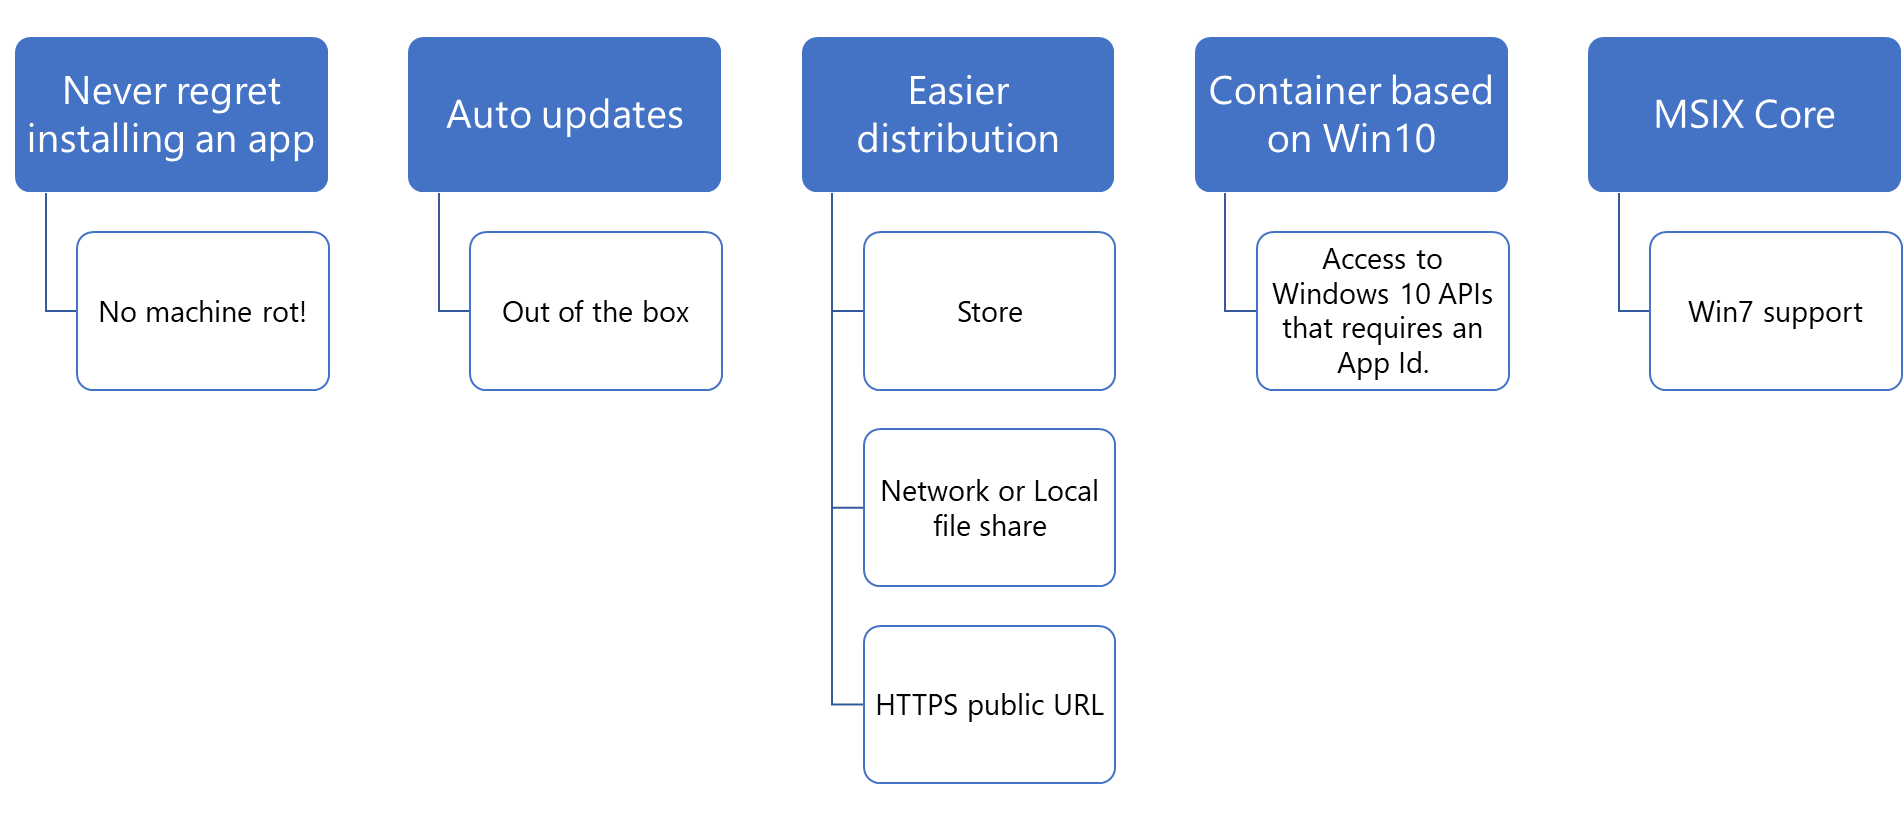 Never regret
installing an app
No machine rot!
Auto updates
Out of the box
Easier
distribution
Store
Network or Local
file share
HTTPS public URL
Container based
on Win10
Access to
Windows 10 APIs
that requires an
App Id.
MSIX Core
Win7 support